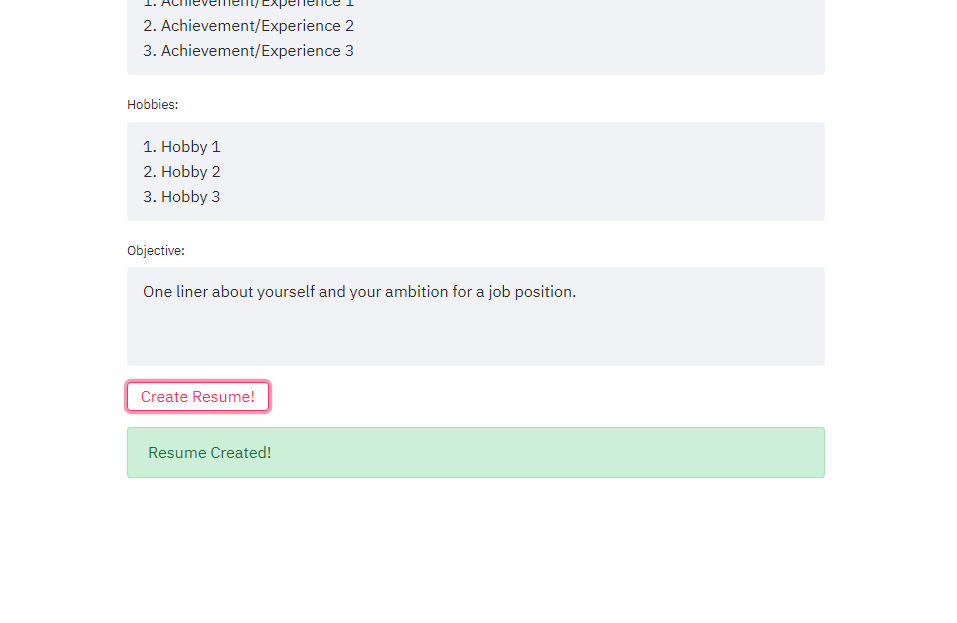 1. Achievement/Experience 1
2. Achievement/Experience 2
3. Achievement/Experience 3
Hobbies:
1. Hobby 1
2. Hobby 2
3. Hobby 3
Objective:
One liner about yourself and your ambition for a job position.
Create Resume!
Resume Created!